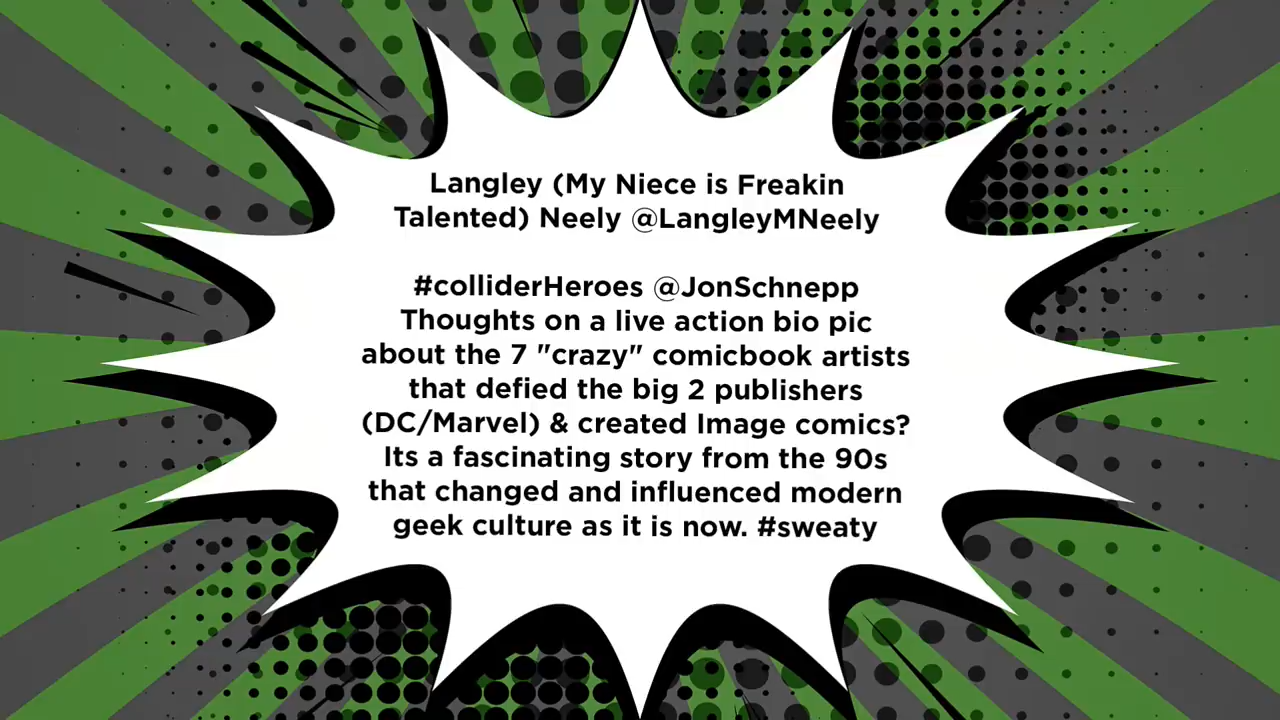 Langley (My Niece is Freakin
Talented) Neely @LangleyMNeely
#colliderHeroes @JonSchnepp
Thoughts on a live action bio pic
about the 7 "crazy" comicbook artists
that defied the big 2 publishers
(DC/Marvel) & created Image comics?
Its a fascinating story from the 90s
that changed and influenced modern
geek culture as it is now. #sweaty